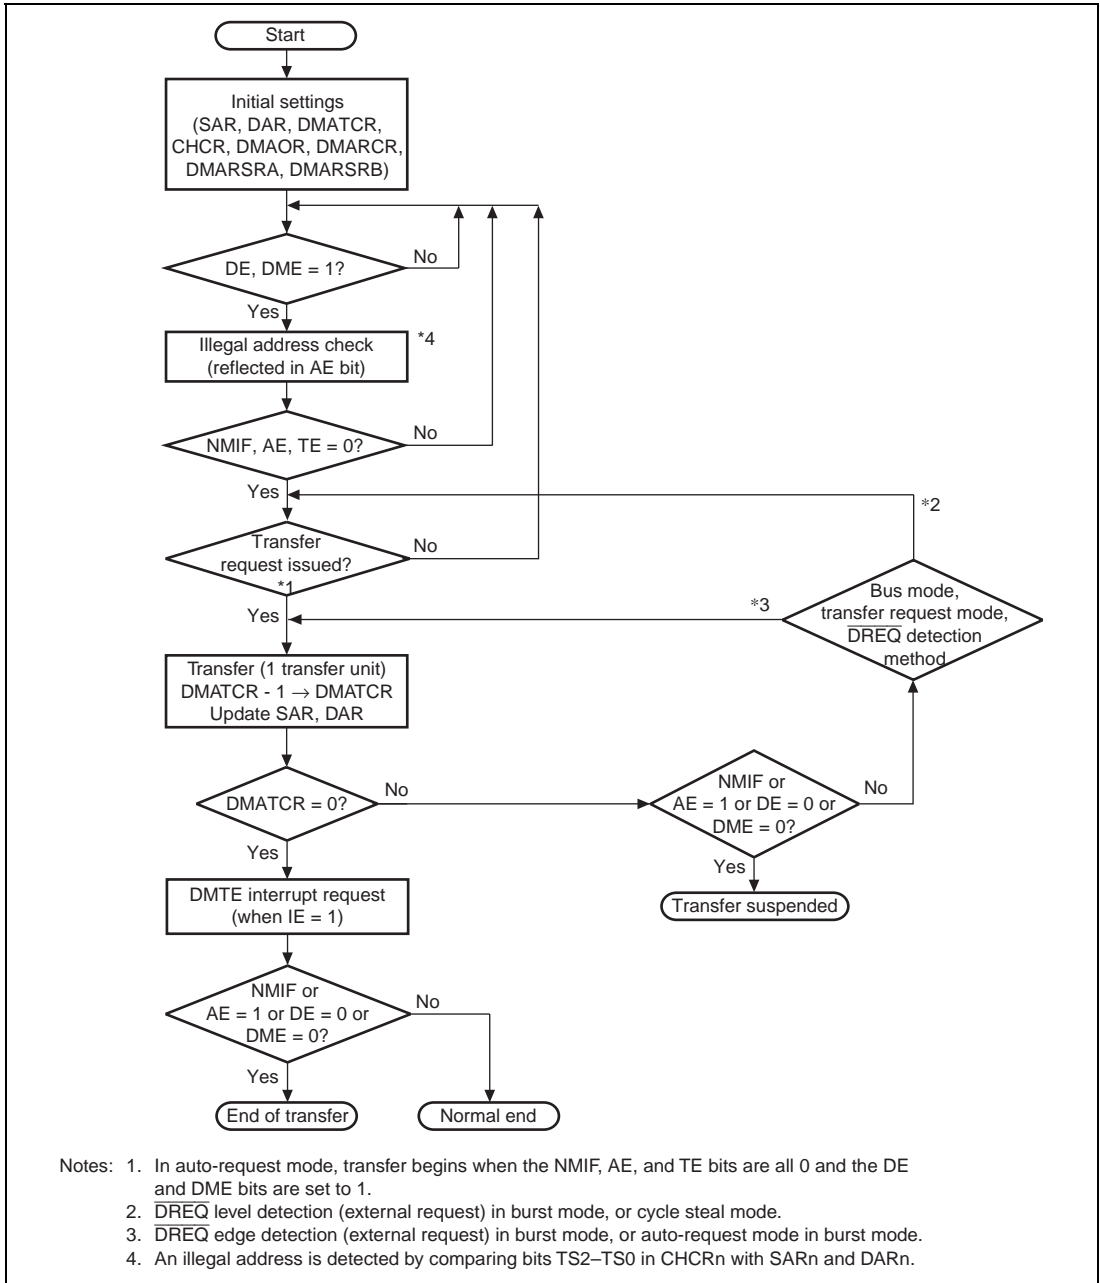 Start
Initial settings
(SAR, DAR, DMATCR,
CHCR, DMAOR, DMARCR,
DMARSRA, DMARSRB)
DE, DME = 1?
No
Yes
Illegal address check
(reflected in AE bit)
*4
NMIF, AE, TE = 0?
No
Yes
*2
Transfer
request issued?
*1
No
Bus mode,
transfer request mode,
DREQ detection
method
*3
Yes
Transfer (1 transfer unit)
DMATCR - 1 → DMATCR
Update SAR, DAR
DMATCR = 0?
No
NMIF or
AE = 1 or DE = 0 or
DME = 0?
No
Yes
Yes
DMTE interrupt request
(when IE = 1)
Transfer suspended
NMIF or
AE = 1 or DE = 0 or
DME = 0?
No
Yes
End of transfer
Normal end
Notes: 1. In auto-request mode, transfer begins when the NMIF, AE, and TE bits are all 0 and the DE
and DME bits are set to 1.
2. DREQ level detection (external request) in burst mode, or cycle steal mode.
3. DREQ edge detection (external request) in burst mode, or auto-request mode in burst mode.
4. An illegal address is detected by comparing bits TS2–TS0 in CHCRn with SARn and DARn.